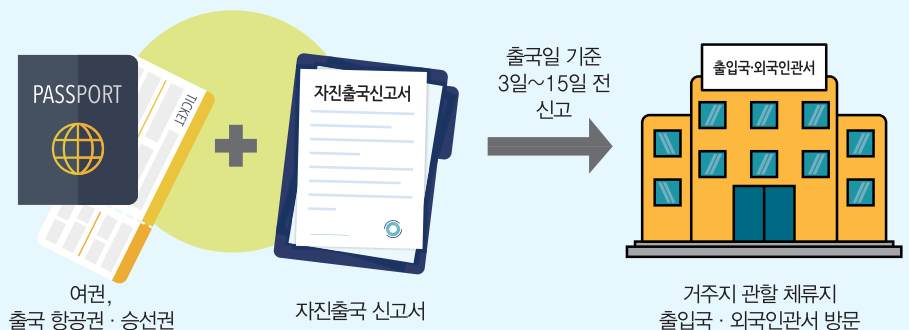 PASSPORT
TICKET
여권,
출국 항공권 · 승선권
자진출국신고서
자진출국 신고서
출국일 기준
3일~15일 전
신고
출입국·외국인관서
거주지 관할 체류지
출입국 · 외국인관서 방문